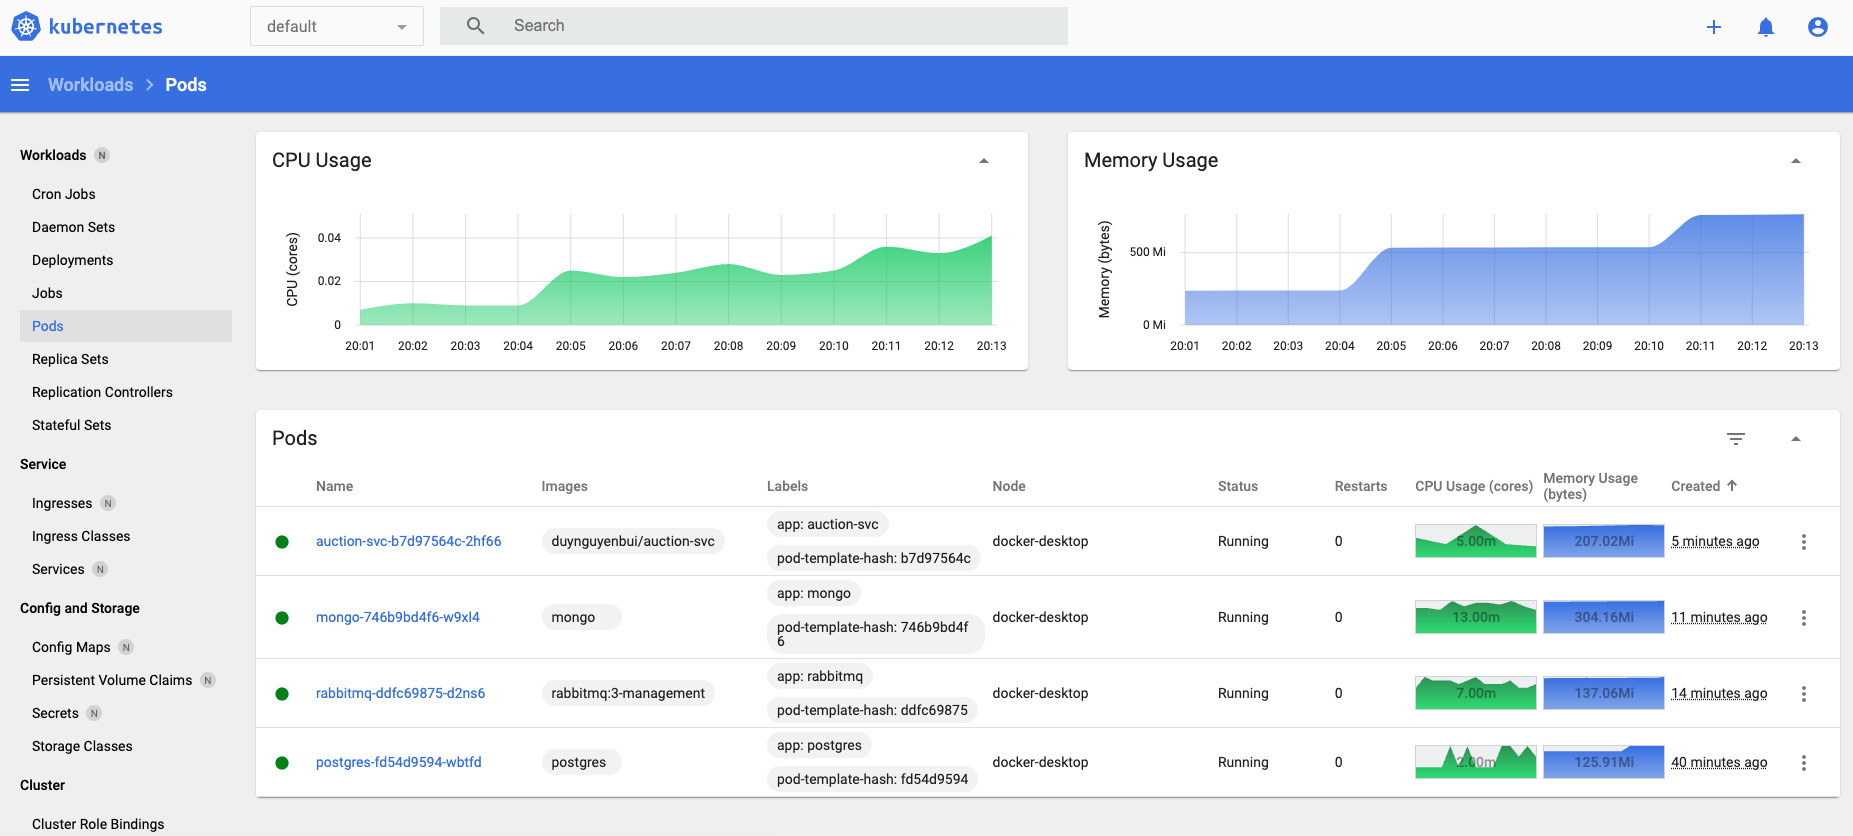 kubernetes
default
Search
Workloads > Pods
Workloads N
Cron Jobs
Daemon Sets
Deployments
Jobs
Pods
Replica Sets
Replication Controllers
Stateful Sets
Service
Ingresses N
Ingress Classes
Services N
Config and Storage
Config Maps N
Persistent Volume Claims N
Secrets N
Storage Classes
Cluster
Cluster Role Bindings
CPU Usage
CPU (cores)
0.04
0.02
0
20:01 20:02 20:03 20:04 20:05 20:06 20:07 20:08 20:09 20:10 20:11 20:12 20:13
Memory Usage
Memory (bytes)
500 Mi
0 Mi
20:01 20:02 20:03 20:04 20:05 20:06 20:07 20:08 20:09 20:10 20:11 20:12 20:13
Pods
Name Images Labels Node Status Restarts CPU Usage (cores) Memory Usage
(bytes) Created
app: auction-svc
auction-svc-b7d97564c-2hf66 duynguyenbui/auction-svc docker-desktop Running 0 5.00m 207.02Mi 5 minutes ago
pod-template-hash: b7d97564c
app: mongo
mongo-746b9bd4f6-w9xl4 mongo docker-desktop Running 0 13.00m 304.16Mi 11 minutes ago
pod-template-hash: 746b9bd4f
6
app: rabbitmq
rabbitmq-ddfc69875-d2ns6 rabbitmq:3-management docker-desktop Running 0 7.00m 137.06Mi 14 minutes ago
pod-template-hash: ddfc69875
app: postgres
postgres-fd54d9594-wbtfd postgres docker-desktop Running 0 2.00m 125.91Mi 40 minutes ago
pod-template-hash: fd54d9594